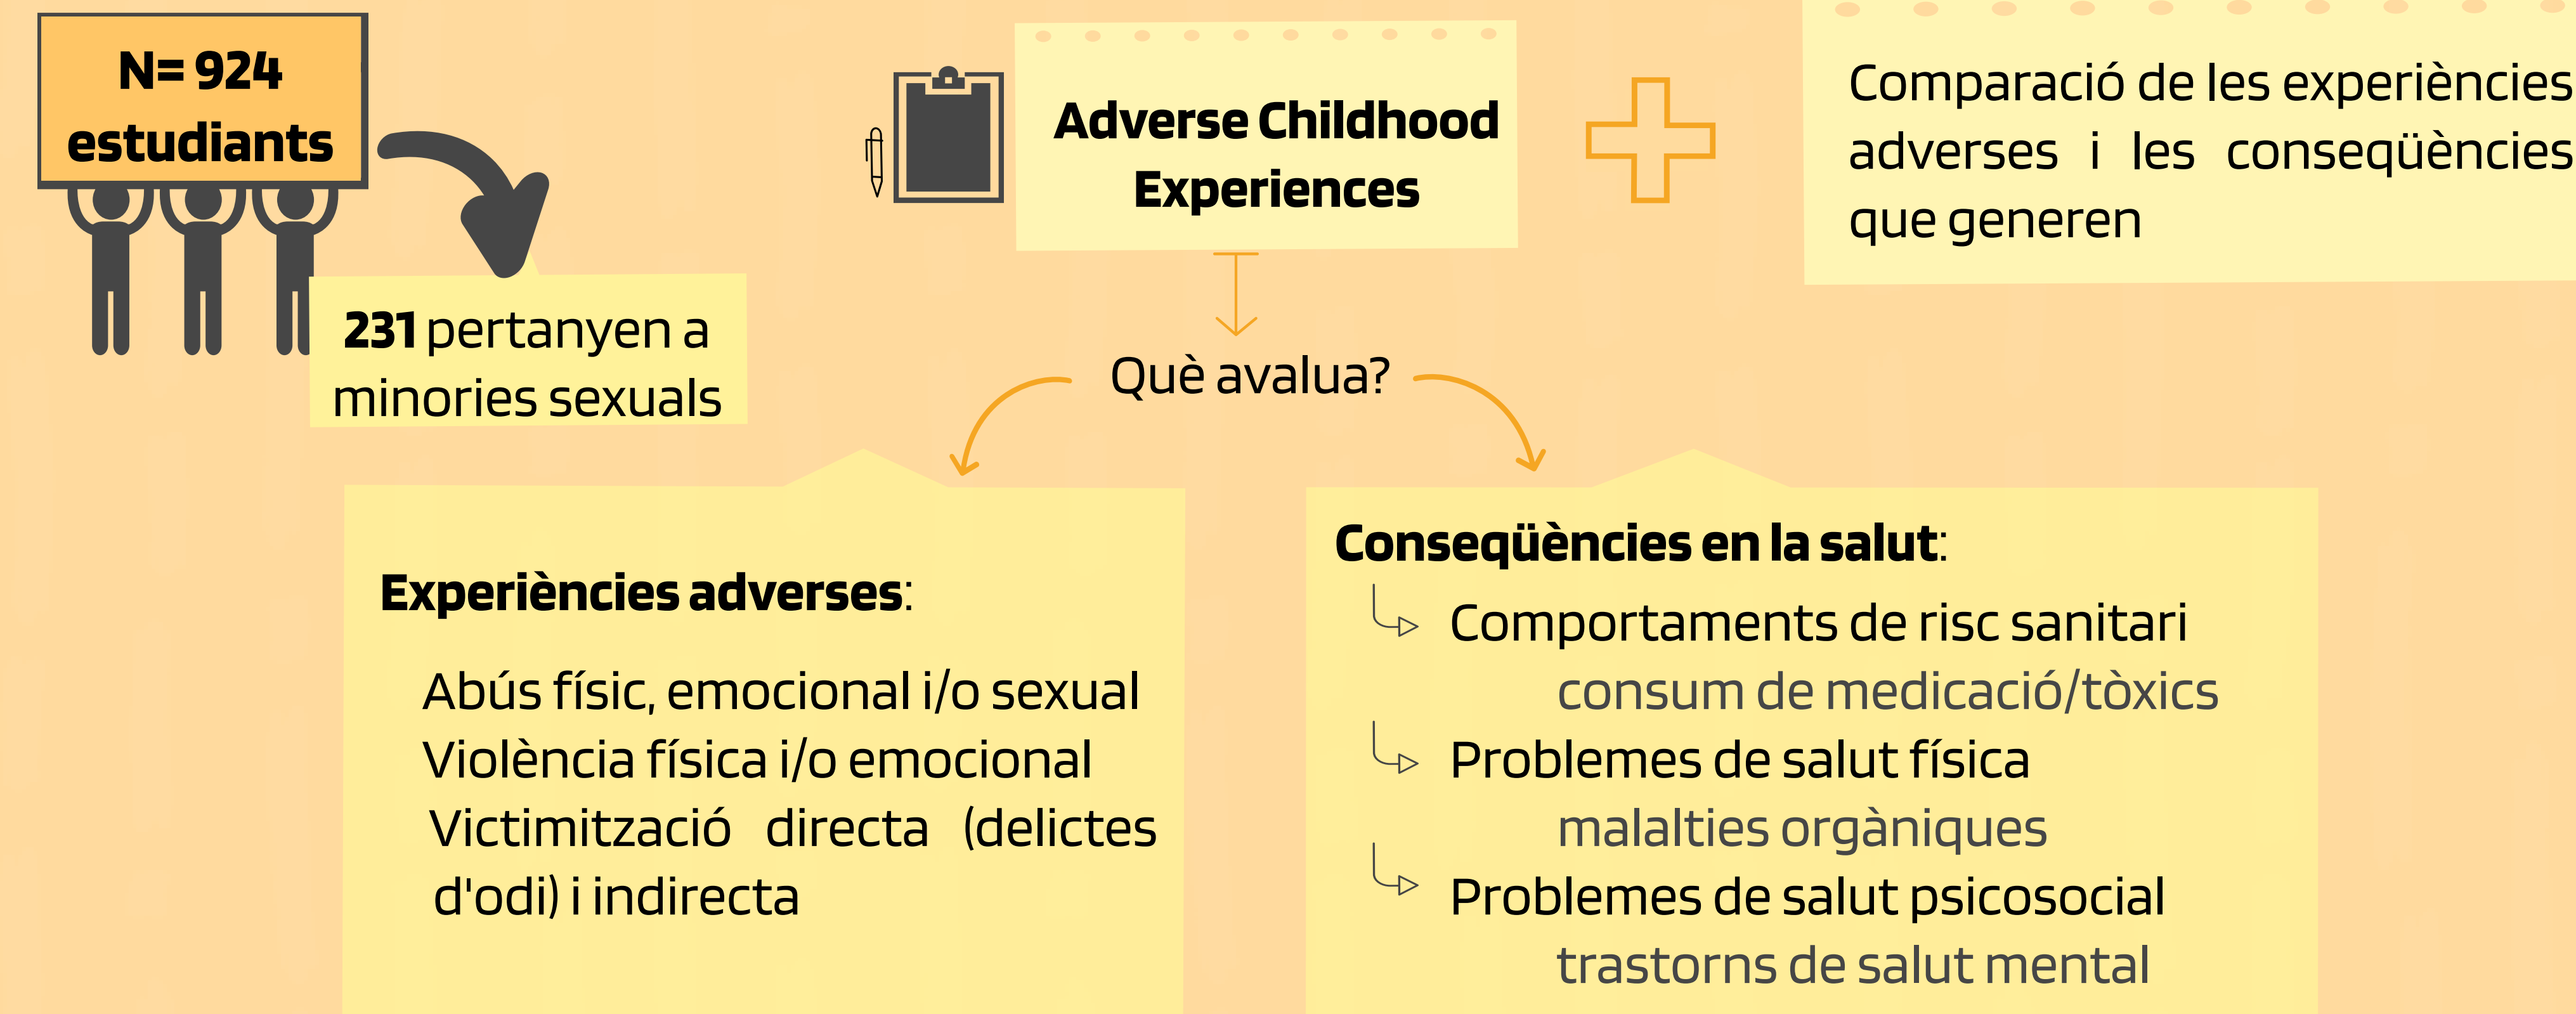 N= 924
estudiants
231 pertanyen a
minories sexuals
Adverse Childhood
Experiences
Comparació de les experiències
adverses i les conseqüències
que generen
Què avalua?
Experiències adverses:
Abús físic, emocional i/o sexual
Violència física i/o emocional
Victimització directa (delictes
d'odi) i indirecta
Conseqüències en la salut:
Comportaments de risc sanitari
consum de medicació/tòxics
Problemes de salut física
malalties orgàniques
Problemes de salut psicosocial
trastorns de salut mental